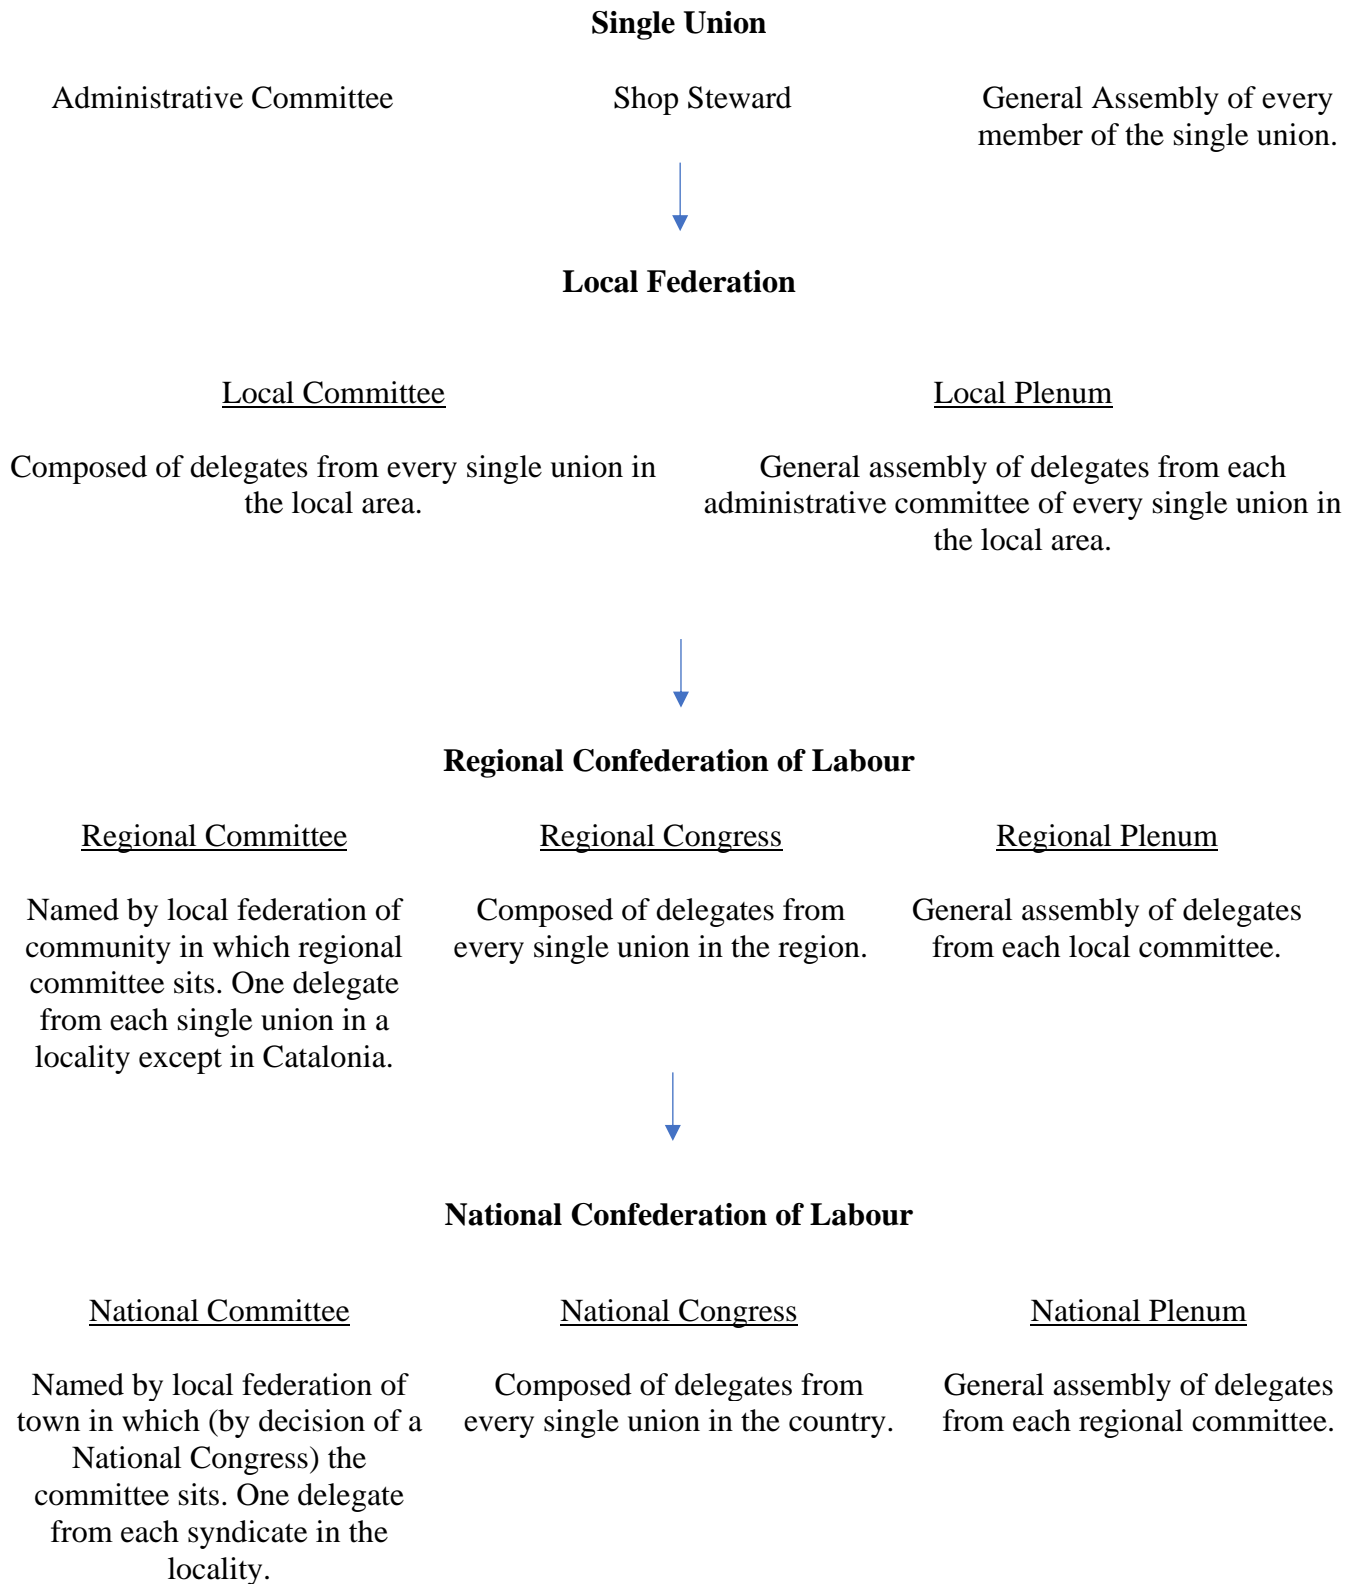 Single Union
Administrative Committee
Shop Steward
General Assembly of every
member of the single union.
Local Federation
Local Committee
Composed of delegates from every single union in
the local area.
Local Plenum
General assembly of delegates from each
administrative committee of every single union in
the local area.
Regional Confederation of Labour
Regional Committee
Named by local federation of
community in which regional
committee sits. One delegate
from each single union in a
locality except in Catalonia.
Regional Congress
Composed of delegates from
every single union in the region.
Regional Plenum
General assembly of delegates
from each local committee.
National Confederation of Labour
National Committee
Named by local federation of
town in which (by decision of a
National Congress) the
committee sits. One delegate
from each syndicate in the
locality.
National Congress
Composed of delegates from
every single union in the country.
National Plenum
General assembly of delegates
from each regional committee.